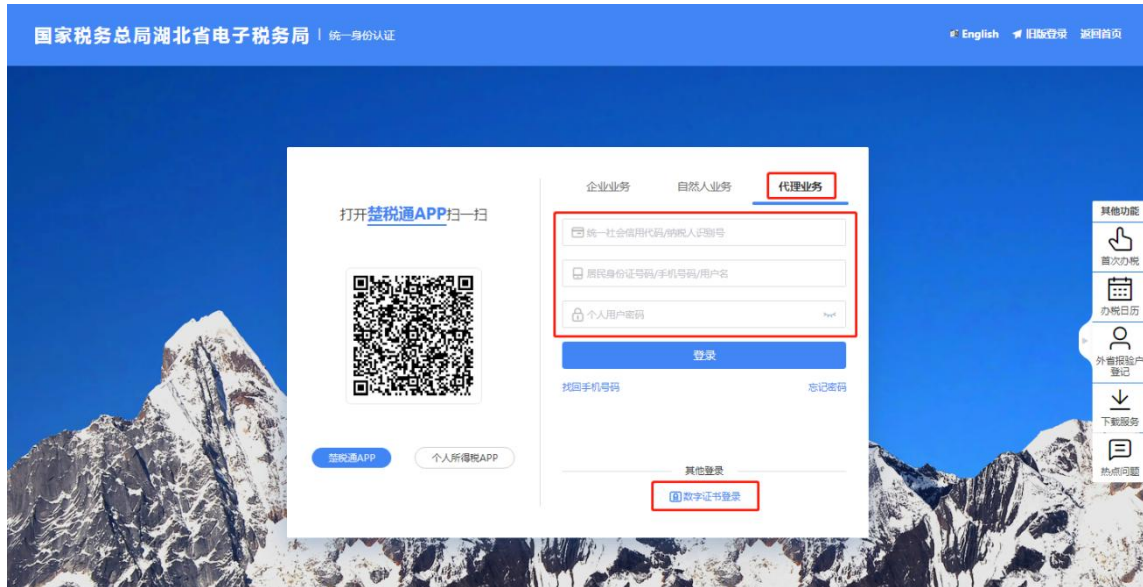 国家税务总局湖北省电子税务局 | 统一身份认证
English 旧版登录 返回首页
打开楚税通APP扫一扫
楚税通APP 个人所得税APP
企业业务 自然人业务 代理业务
统一社会信用代码/纳税人识别号
居民身份证号码/手机号码/用户名
个人用户密码
登录
找回手机号码 忘记密码
其他登录
数字证书登录
其他功能
首次办税
办税日历
外省报验户
登记
下载服务
热点问题